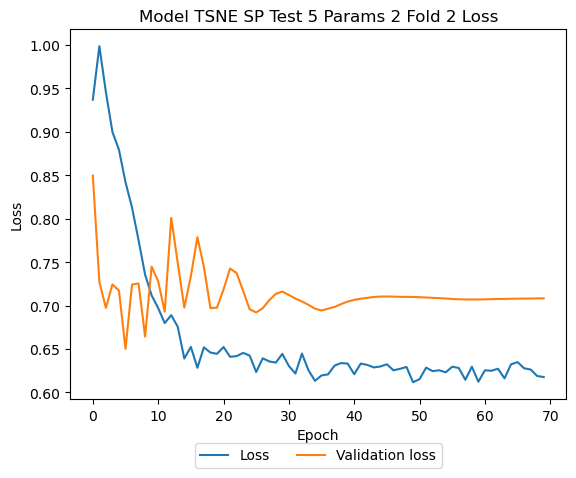 Model TSNE SP Test 5 Params 2 Fold 2 Loss
1.00
0.95
0.90
0.85
0.80
0.75
0.70
0.65
0.60
Loss
0 10 20 30 40 50 60 70
Epoch
Loss Validation loss